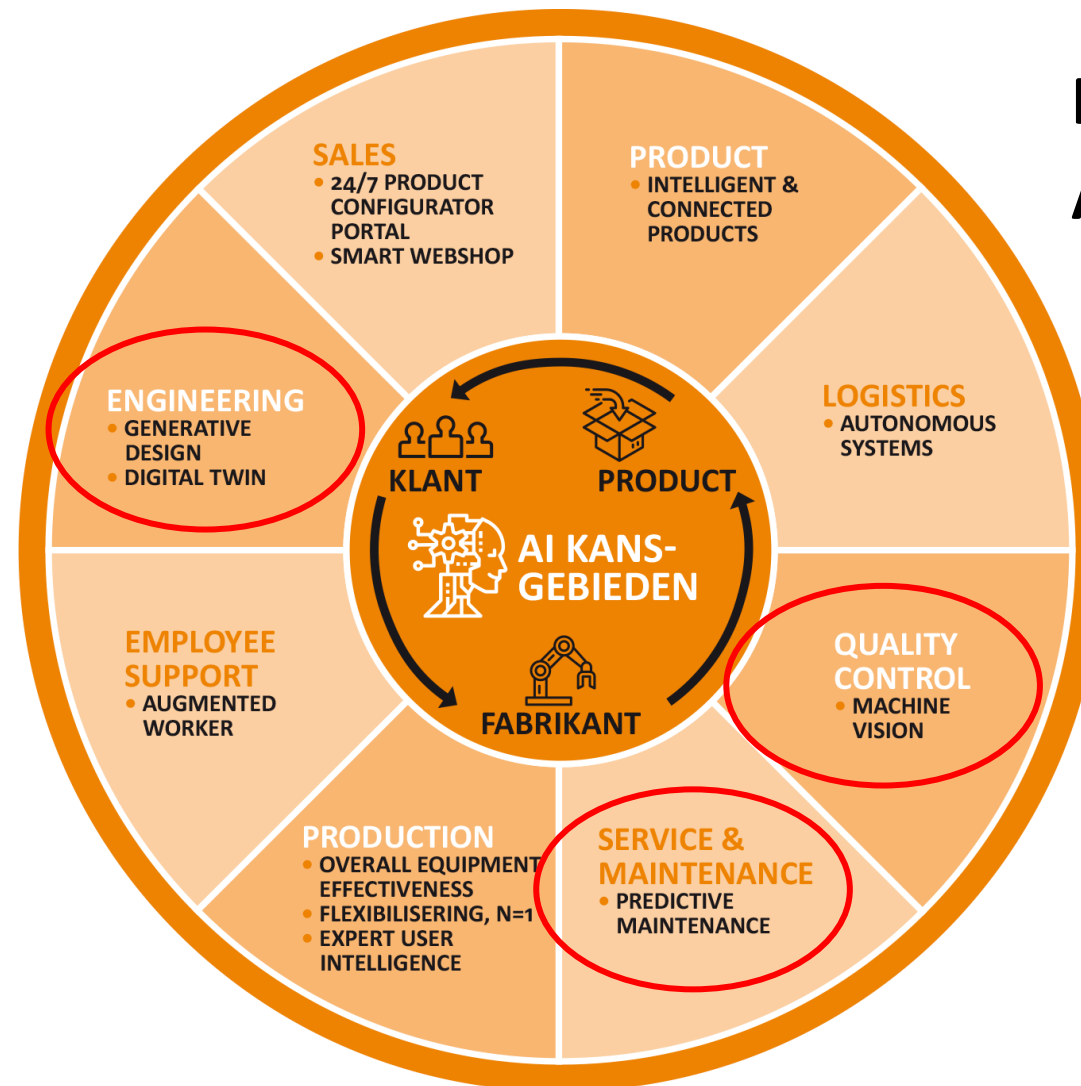 SALES
• 24/7 PRODUCT
CONFIGURATOR
PORTAL
• SMART WEBSHOP
PRODUCT
• INTELLIGENT &
CONNECTED
PRODUCTS
ENGINEERING
• GENERATIVE
DESIGN
• DIGITAL TWIN
LOGISTICS
• AUTONOMOUS
SYSTEMS
KLANT
PRODUCT
AI KANS-
GEBIEDEN
FABRIKANT
EMPLOYEE
SUPPORT
• AUGMENTED
WORKER
QUALITY
CONTROL
• MACHINE
VISION
PRODUCTION
• OVERALL EQUIPMENT
EFFECTIVENESS
• FLEXIBILISERING, N=1
• EXPERT USER
INTELLIGENCE
SERVICE &
MAINTENANCE
• PREDICTIVE
MAINTENANCE